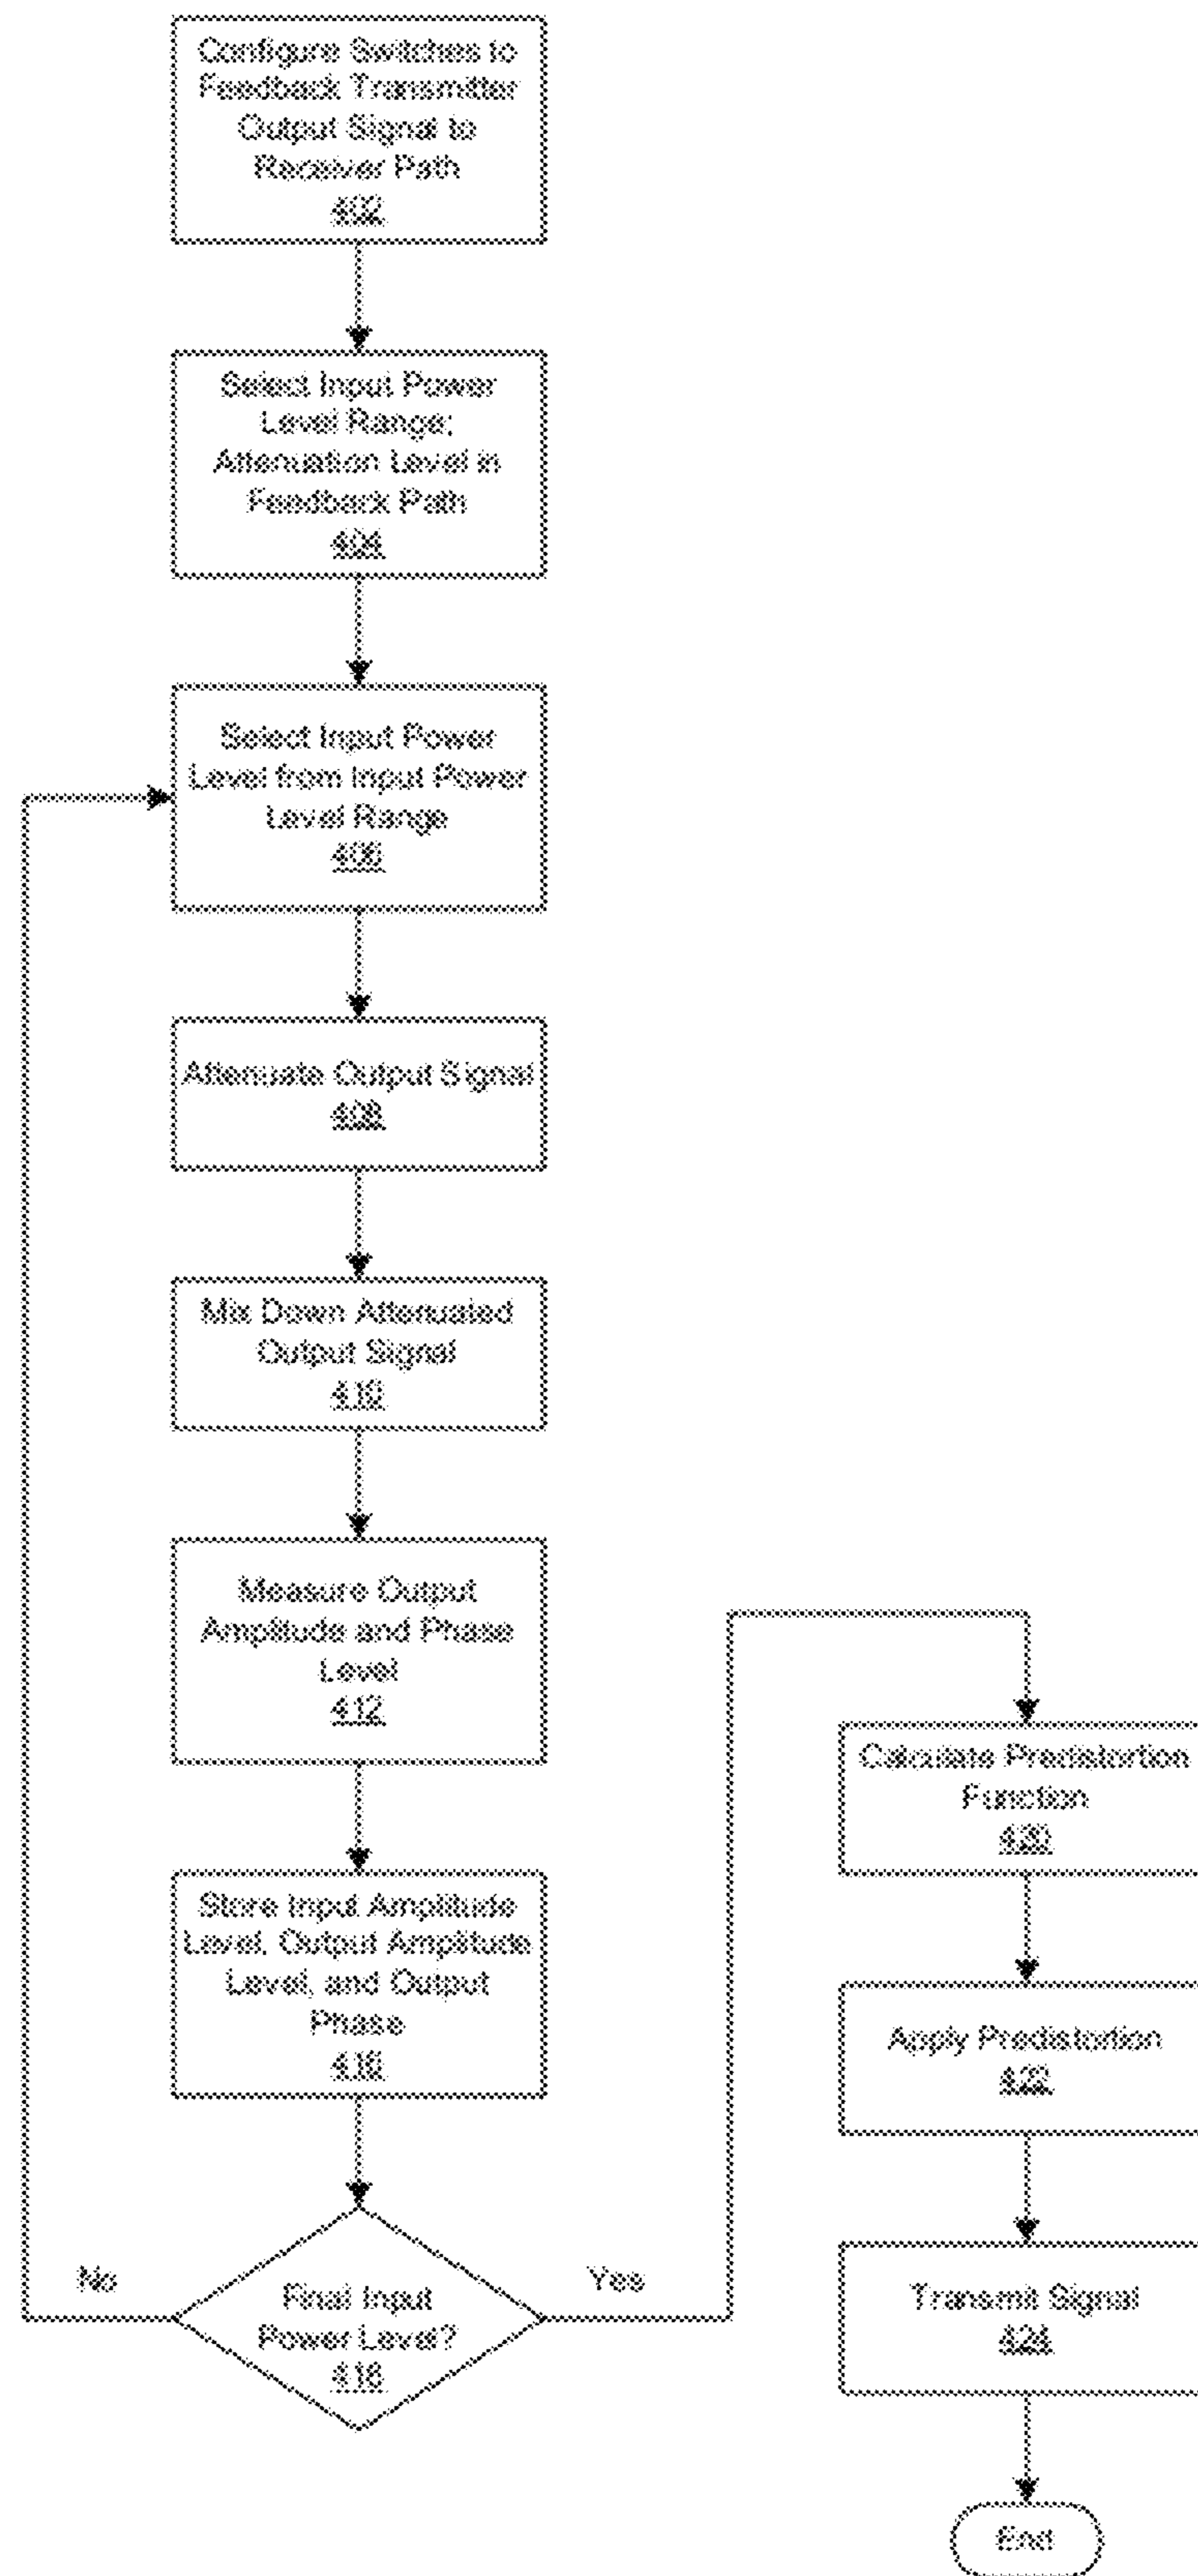 Configure Switches to
Feedback Transmitter
Output Signal to
Receiver Path
402
Select Input Power
Level Range;
Attenuation Level in
Feedback Path
404
Select Input Power
Level from Input Power
Level Range
406
Attenuate Output Signal
408
Mix Down Attenuated
Output Signal
410
Measure Output
Amplitude and Phase
Level
412
Store Input Amplitude
Level, Output Amplitude
Level, and Output
Phase
416
Final Input
Power Level?
418
No
Yes
Calculate Predistortion
Function
420
Apply Predistortion
422
Transmit Signal
424
End